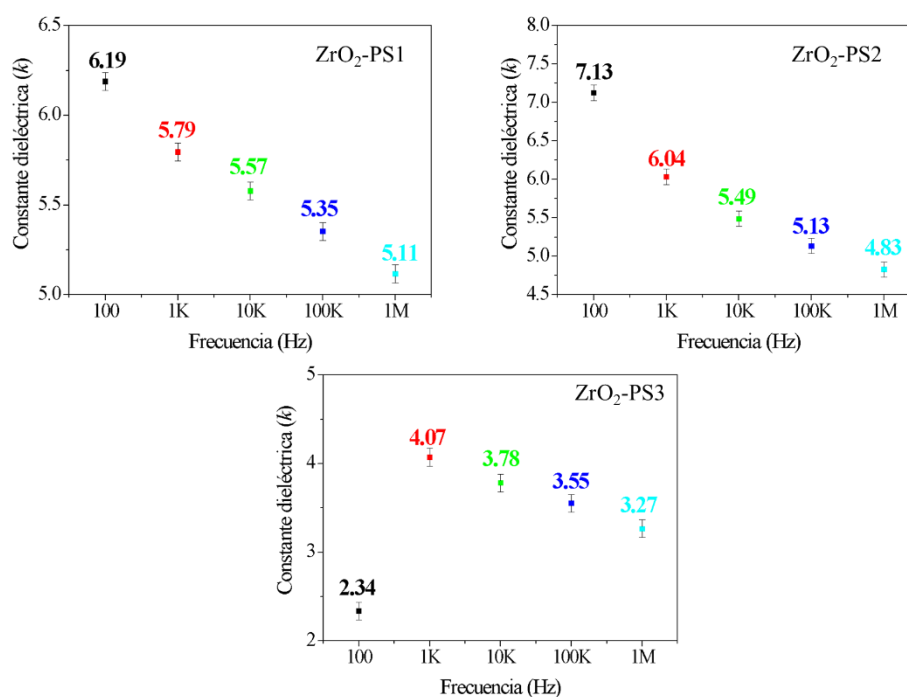 ZrO2-PS1
Constante dieléctrica (k)
6.5
6.0
5.5
5.0
6.19
5.79
5.57
5.35
5.11
100 1K 10K 100K 1M
Frecuencia (Hz)
ZrO2-PS2
Constante dieléctrica (k)
8.0
7.5
7.0
6.5
6.0
5.5
5.0
4.5
7.13
6.04
5.49
5.13
4.83
100 1K 10K 100K 1M
Frecuencia (Hz)
ZrO2-PS3
Constante dieléctrica (k)
5
4
3
2
4.07
3.78
3.55
3.27
2.34
100 1K 10K 100K 1M
Frecuencia (Hz)